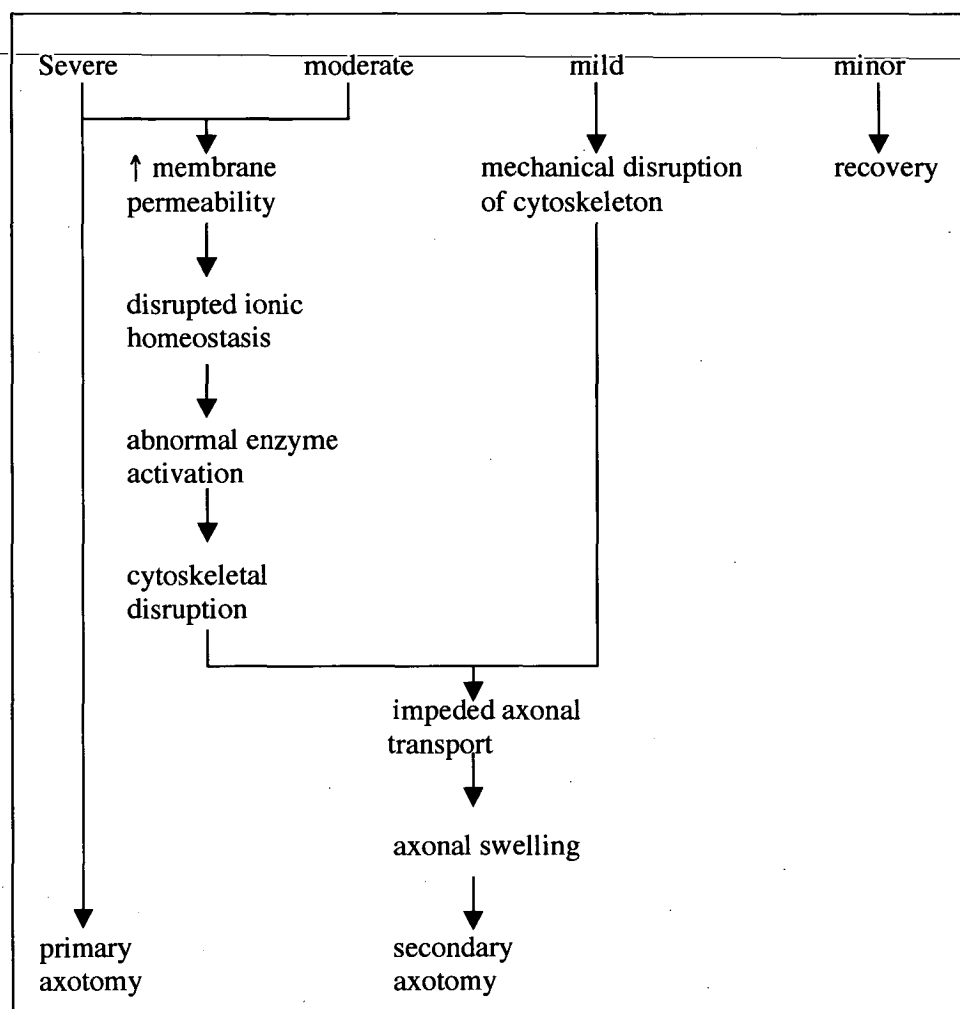 Severe moderate mild minor
↑ membrane
permeability
mechanical disruption
of cytoskeleton
recovery
disrupted ionic
homeostasis
abnormal enzyme
activation
cytoskeletal
disruption
impeded axonal
transport
axonal swelling
primary
axotomy
secondary
axotomy